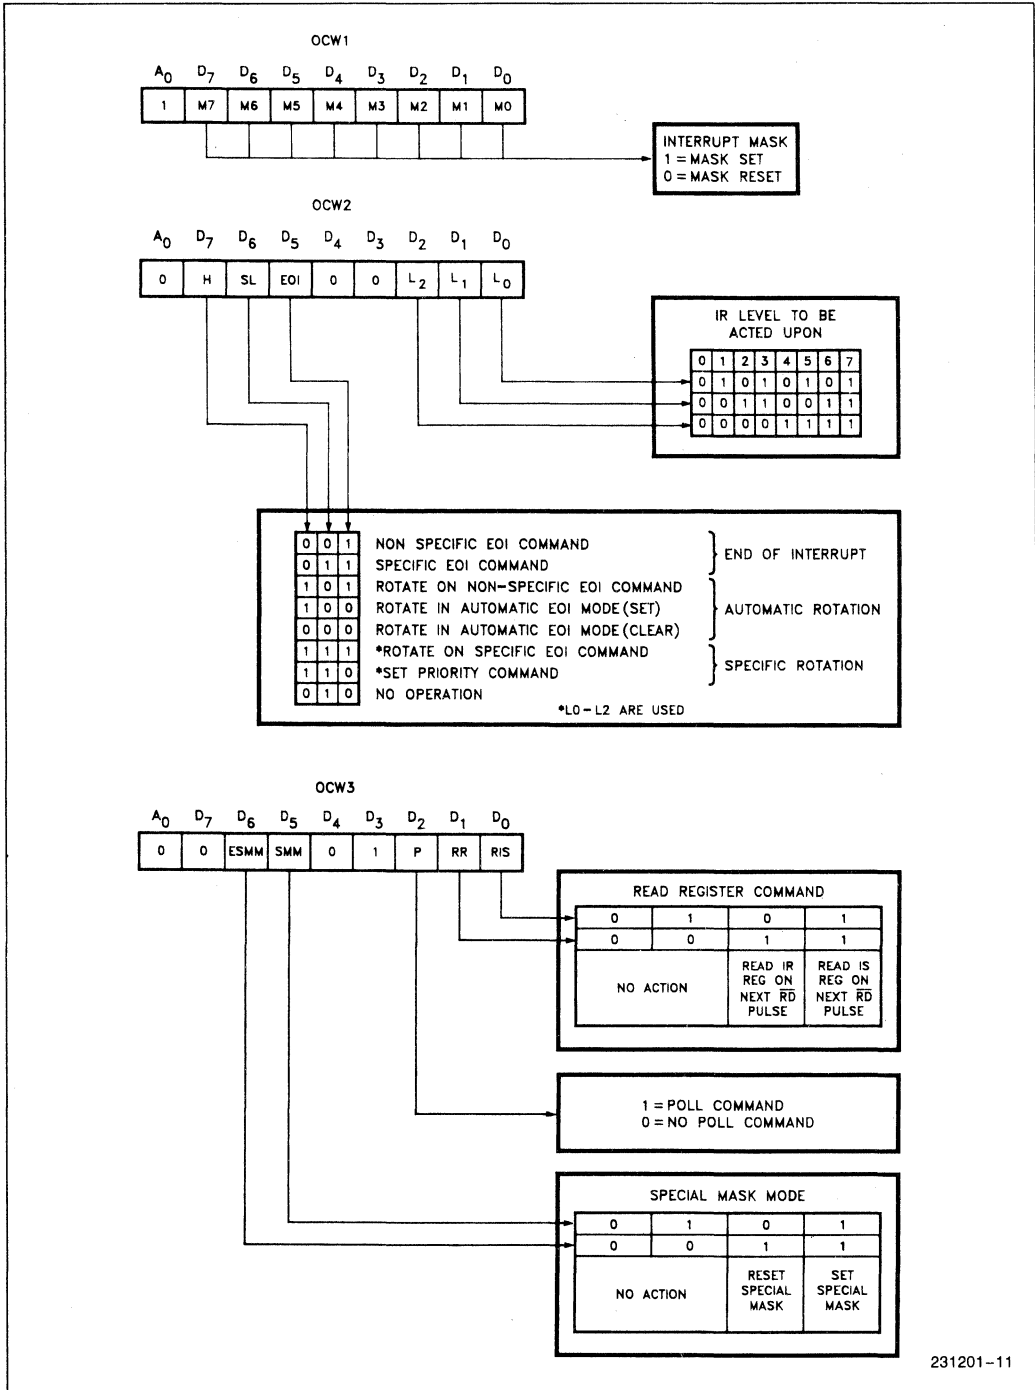 OCW1
A0 D7 D6 D5 D4 D3 D2 D1 D0
1 M7 M6 M5 M4 M3 M2 M1 M0
INTERRUPT MASK
1 = MASK SET
0 = MASK RESET
OCW2
A0 D7 D6 D5 D4 D3 D2 D1 D0
0 H SL EOI 0 0 L2 L1 L0
IR LEVEL TO BE
ACTED UPON
0 1 2 3 4 5 6 7
0 1 0 1 0 1 0 1
0 0 1 1 0 0 1 1
0 0 0 0 1 1 1 1
0 0 1 NON SPECIFIC EOI COMMAND
0 1 1 SPECIFIC EOI COMMAND
END OF INTERRUPT
1 0 1 ROTATE ON NON-SPECIFIC EOI COMMAND
1 0 0 ROTATE IN AUTOMATIC EOI MODE (SET)
0 0 0 ROTATE IN AUTOMATIC EOI MODE (CLEAR)
AUTOMATIC ROTATION
1 1 1 *ROTATE ON SPECIFIC EOI COMMAND
1 1 0 *SET PRIORITY COMMAND
SPECIFIC ROTATION
0 1 0 NO OPERATION
*L0-L2 ARE USED
OCW3
A0 D7 D6 D5 D4 D3 D2 D1 D0
0 0 ESMM SMM 0 1 P RR RIS
READ REGISTER COMMAND
0 1 0 1
0 0 1 1
NO ACTION
READ IR
REG ON
NEXT RD
PULSE
READ IS
REG ON
NEXT RD
PULSE
1 = POLL COMMAND
0 = NO POLL COMMAND
SPECIAL MASK MODE
0 1 0 1
0 0 1 1
NO ACTION
RESET
SPECIAL
MASK
SET
SPECIAL
MASK
231201-11